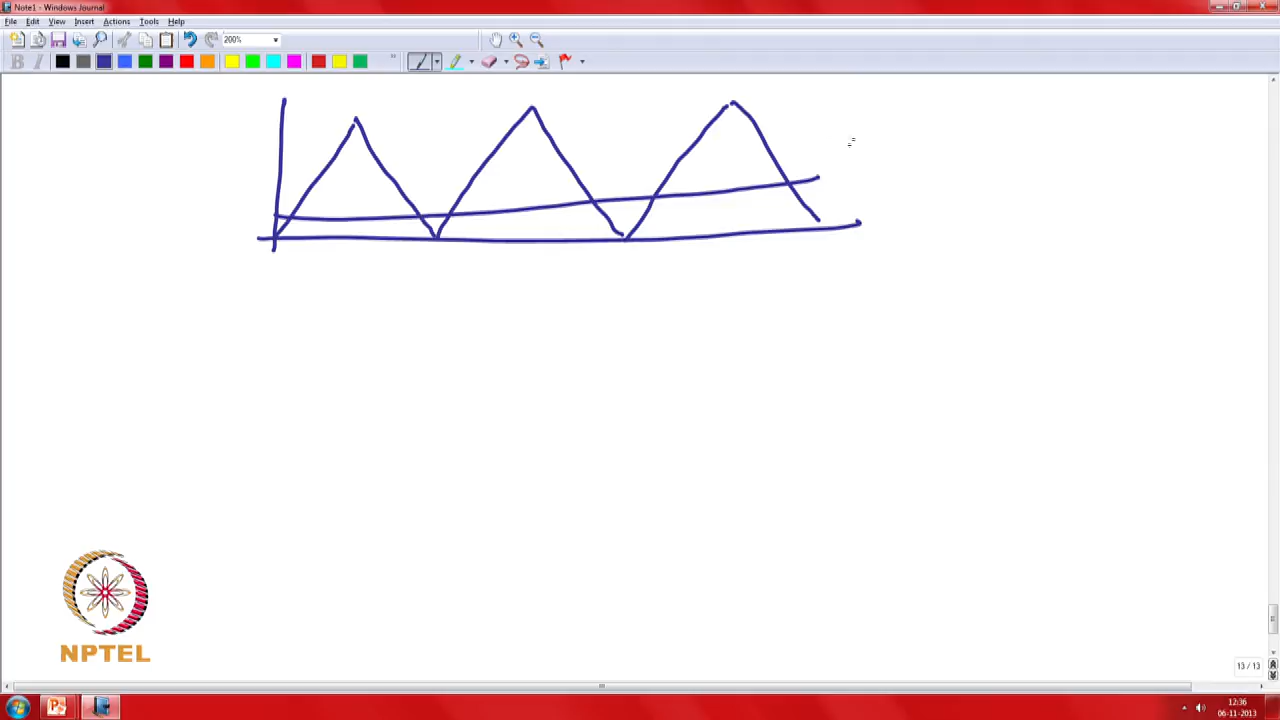 Note1 - Windows Journal
File Edit View Insert Actions Tools Help
200%
B I
NPTEL
13 / 13
12:36
06-11-2013